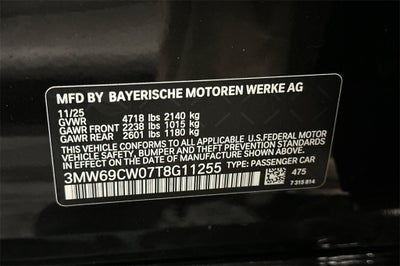 MFD BY BAYERISCHE MOTOREN WERKE AG
11/25
GVWR 4718 lbs 2140 kg
GAWR FRONT 2238 lbs 1015 kg
GAWR REAR 2601 lbs 1180 kg
THIS VEHICLE CONFORMS TO ALL APPLICABLE U.S.FEDERAL MOTOR
VEHICLE SAFETY, BUMPER, AND THEFT PREVENTION
STANDARDS IN EFFECT ON THE DATE OF MANUFACTURE SHOWN ABOVE.
3MW69CW07T8G11255 TYPE: PASSENGER CAR
475
7 315 814